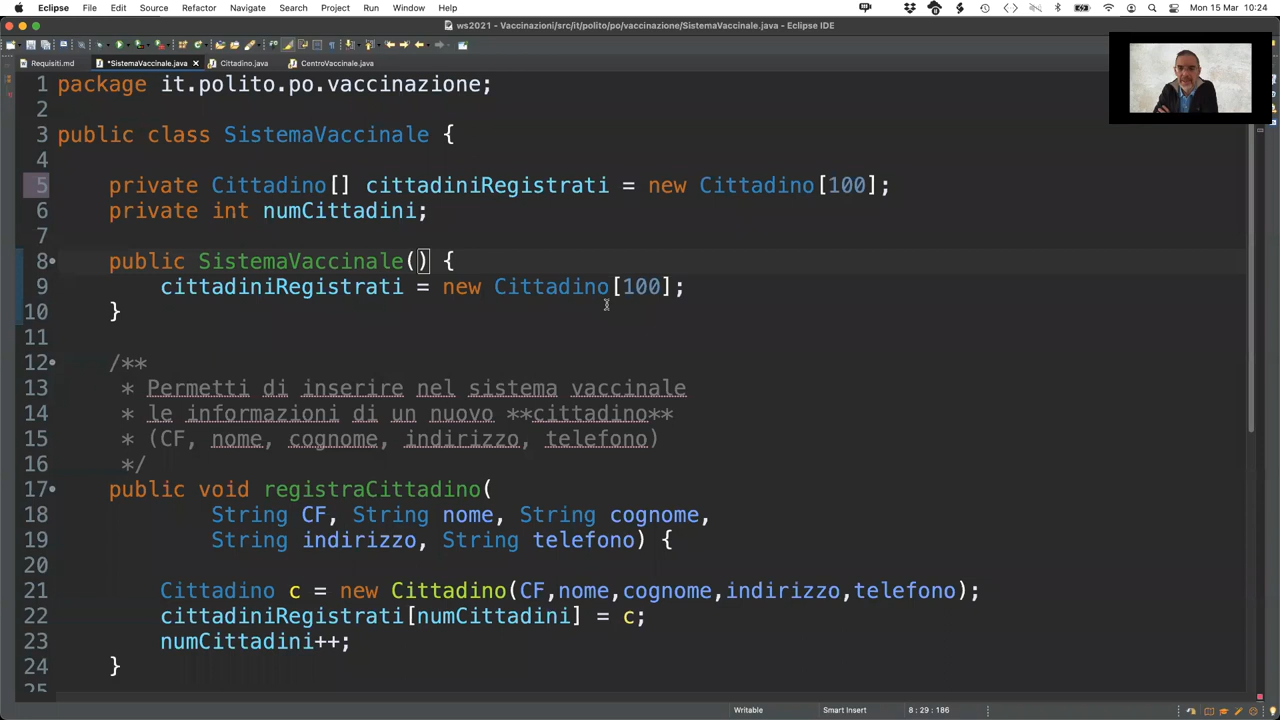 Eclipse File Edit Source Refactor Navigate Search Project Run Window Help Mon 15 Mar 10:24
ws2021 - Vaccinazioni/src/it/polito/po/vaccinazione/SistemaVaccinale.java - Eclipse IDE
Requisiti.md *SistemaVaccinale.java Cittadino.java CentroVaccinale.java
1 package it.polito.po.vaccinazione;
2
3 public class SistemaVaccinale {
4
5 private Cittadino[] cittadiniRegistrati = new Cittadino[100];
6 private int numCittadini;
7
8 public SistemaVaccinale() {
9 cittadiniRegistrati = new Cittadino[100];
10 }
11
12 /**
13 * Permetti di inserire nel sistema vaccinale
14 * le informazioni di un nuovo **cittadino**
15 * (CF, nome, cognome, indirizzo, telefono)
16 */
17 public void registraCittadino(
18 String CF, String nome, String cognome,
19 String indirizzo, String telefono) {
20
21 Cittadino c = new Cittadino(CF,nome,cognome,indirizzo,telefono);
22 cittadiniRegistrati[numCittadini] = c;
23 numCittadini++;
24 }
25
Writable Smart Insert 8 : 29 : 186